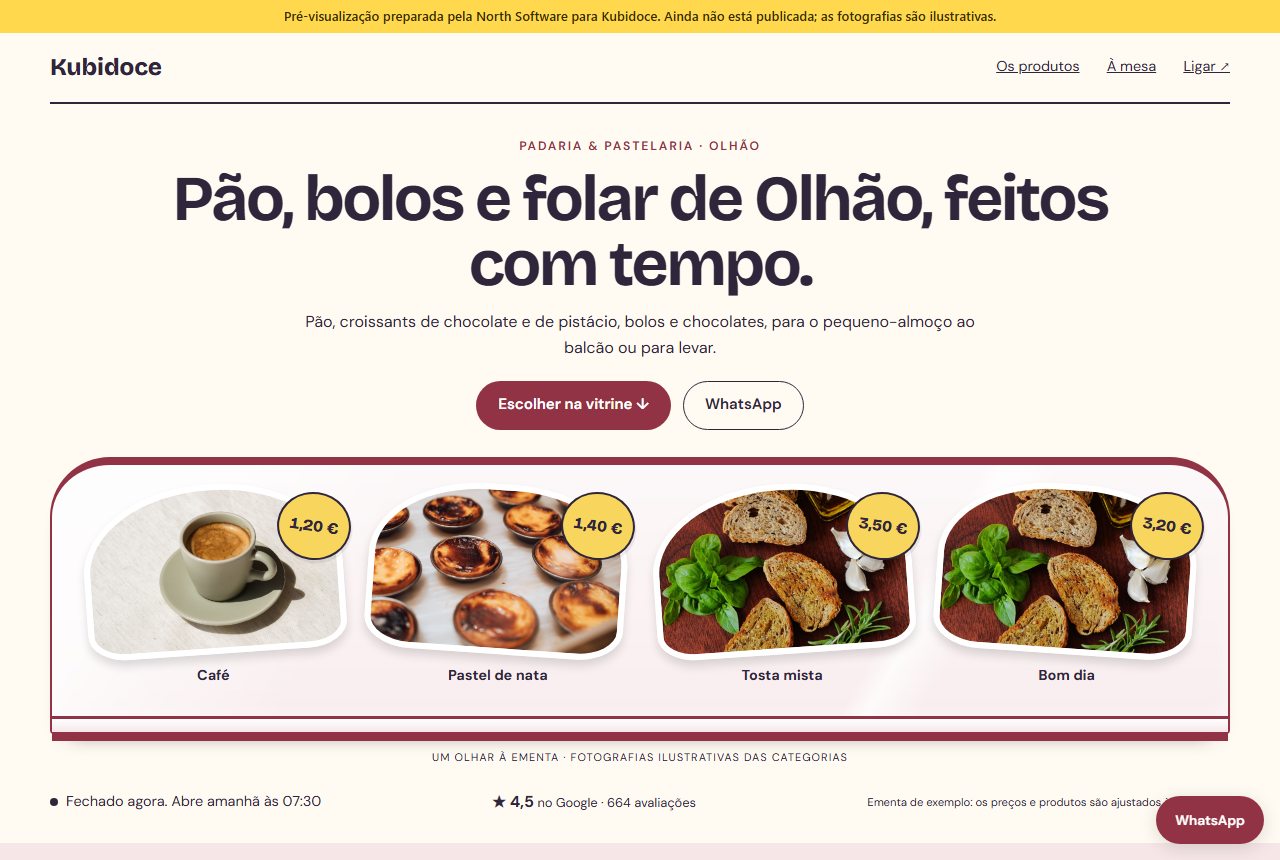 Pré-visualização preparada pela North Software para Kubidoce. Ainda não está publicada; as fotografias são ilustrativas.
Kubidoce
Os produtos
À mesa
Ligar ↗
PADARIA & PASTELARIA · OLHÃO
Pão, bolos e folar de Olhão, feitos
com tempo.
Pão, croissants de chocolate e de pistácio, bolos e chocolates, para o pequeno-almoço ao
balcão ou para levar.
Escolher na vitrine ↓
WhatsApp
1,20 €
1,40 €
3,50 €
3,20 €
Café
Pastel de nata
Tosta mista
Bom dia
UM OLHAR À EMENTA · FOTOGRAFIAS ILUSTRATIVAS DAS CATEGORIAS
Fechado agora. Abre amanhã às 07:30
★ 4,5 no Google · 664 avaliações
Ementa de exemplo: os preços e produtos são ajustados
WhatsApp